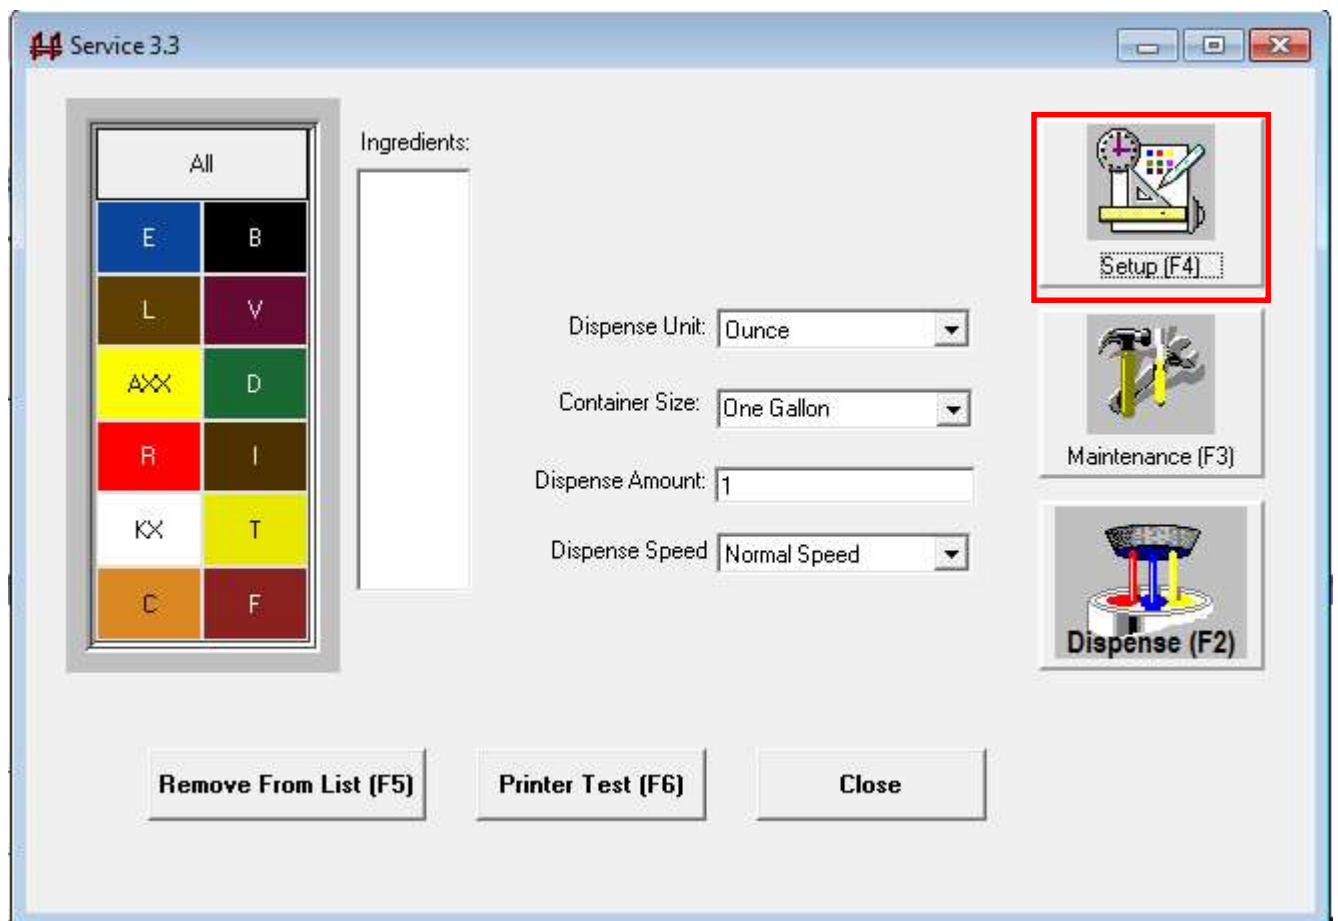 Service 3.3
All
E B
L V
AXX D
R I
KX T
C F
Ingredients:
Dispense Unit: Ounce
Container Size: One Gallon
Dispense Amount: 1
Dispense Speed Normal Speed
Setup (F4)
Maintenance (F3)
Dispense (F2)
Remove From List (F5) Printer Test (F6) Close